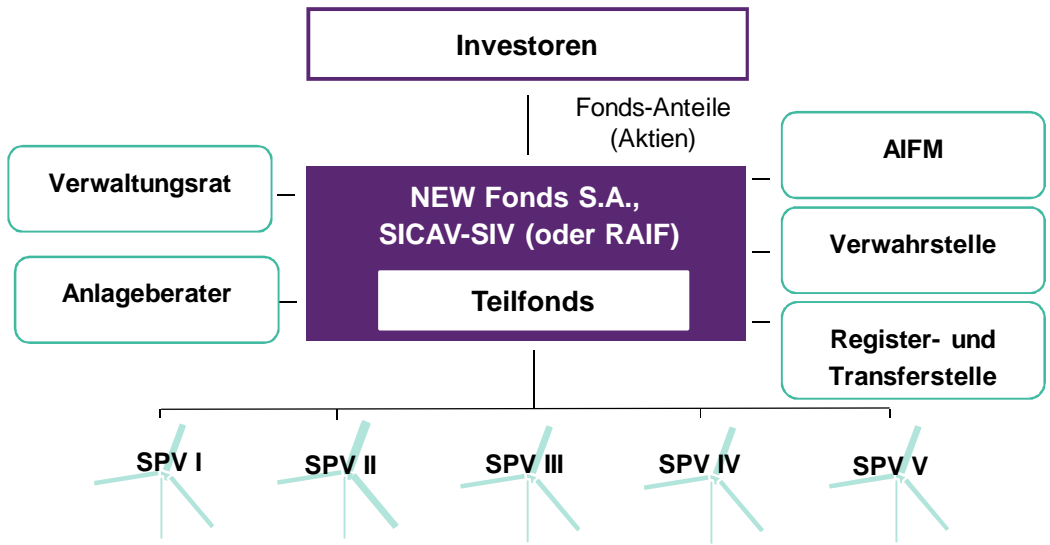 Investoren
Fonds-Anteile
(Aktien)
Verwaltungsrat
Anlageberater
NEW Fonds S.A.,
SICAV-SIV (oder RAIF)
Teilfonds
AIFM
Verwahrstelle
Register- und
Transferstelle
SPV I
SPV II
SPV III
SPV IV
SPV V